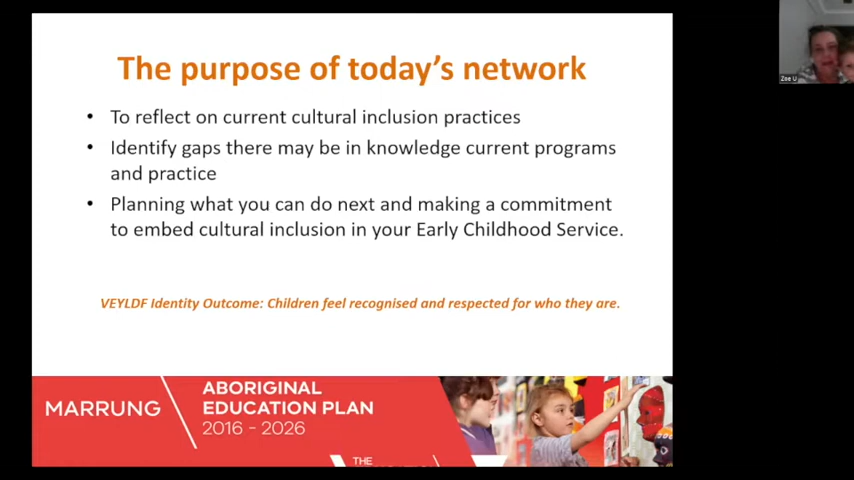 The purpose of today's network
• To reflect on current cultural inclusion practices
• Identify gaps there may be in knowledge current programs
and practice
• Planning what you can do next and making a commitment
to embed cultural inclusion in your Early Childhood Service.
VEYLDF Identity Outcome: Children feel recognised and respected for who they are.
MARRUNG
ABORIGINAL
EDUCATION PLAN
2016 - 2026
THE
Zoe U